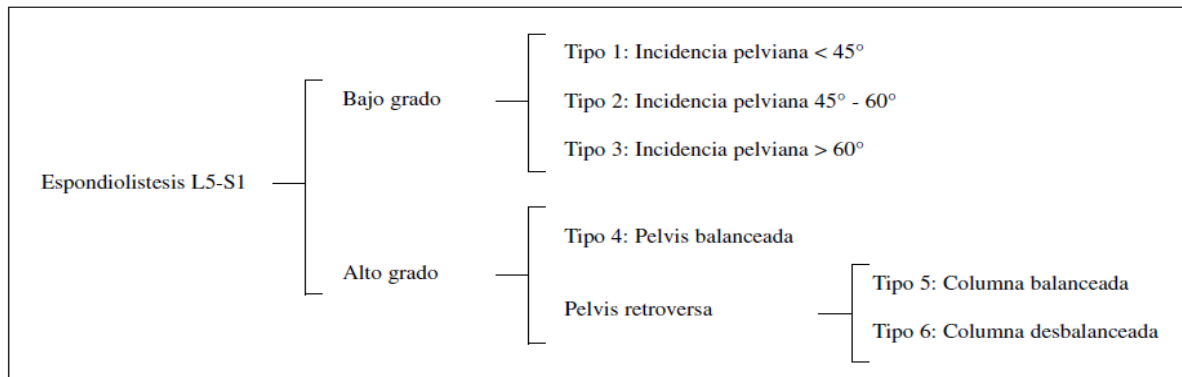 Espondiolistesis L5-S1
Bajo grado
Tipo 1: Incidencia pelviana < 45°
Tipo 2: Incidencia pelviana 45° - 60°
Tipo 3: Incidencia pelviana > 60°
Alto grado
Tipo 4: Pelvis balanceada
Pelvis retroversa
Tipo 5: Columna balanceada
Tipo 6: Columna desbalanceada